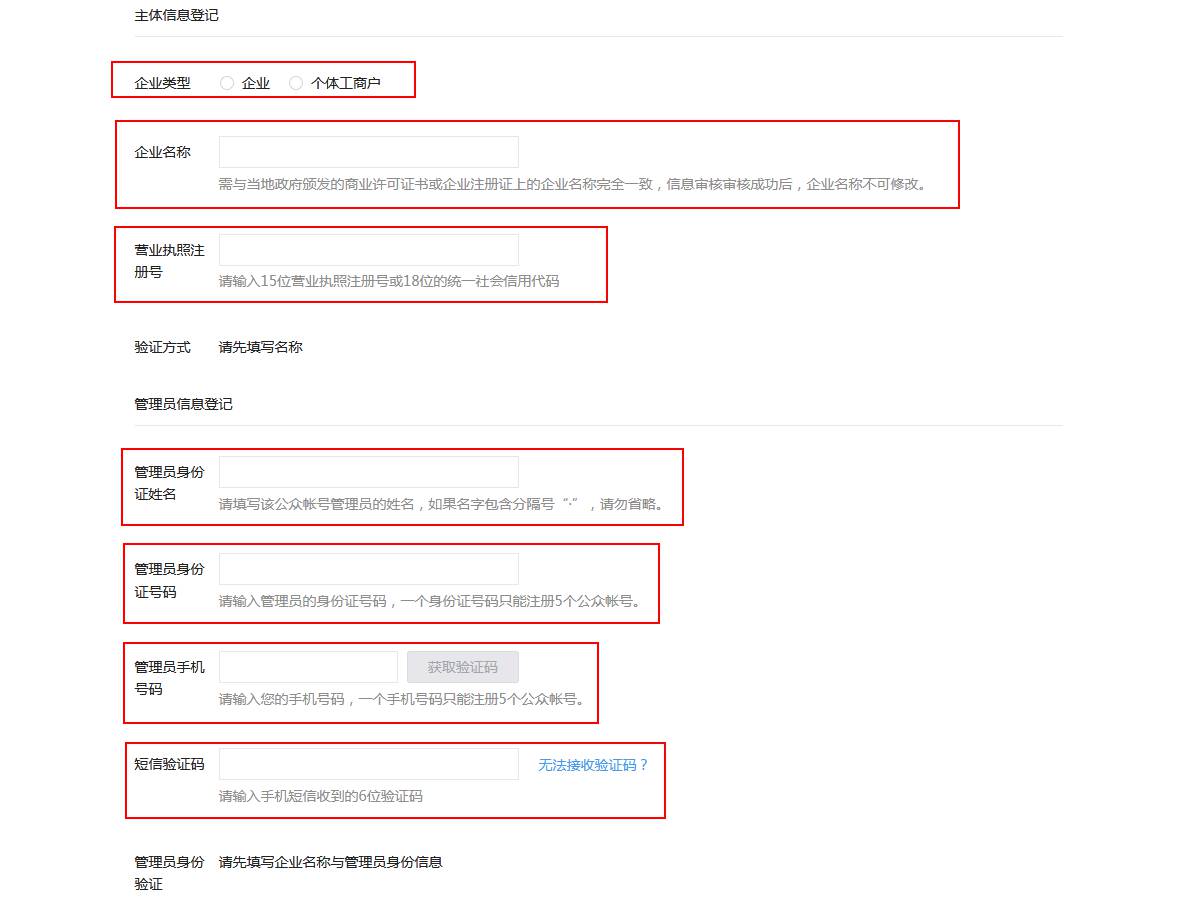 主体信息登记
企业类型 企业 个体工商户
企业名称
需与当地政府颁发的商业许可证书或企业注册证上的企业名称完全一致，信息审核审核成功后，企业名称不可修改。
营业执照注
册号
请输入15位营业执照注册号或18位的统一社会信用代码
验证方式 请先填写名称
管理员信息登记
管理员身份
证姓名
请填写该公众帐号管理员的姓名，如果名字包含分隔号“·”，请勿省略。
管理员身份
证号码
请输入管理员的身份证号码，一个身份证号码只能注册5个公众帐号。
管理员手机 获取验证码
号码
请输入您的手机号码，一个手机号码只能注册5个公众帐号。
短信验证码 无法接收验证码？
请输入手机短信收到的6位验证码
管理员身份 请先填写企业名称与管理员身份信息
验证